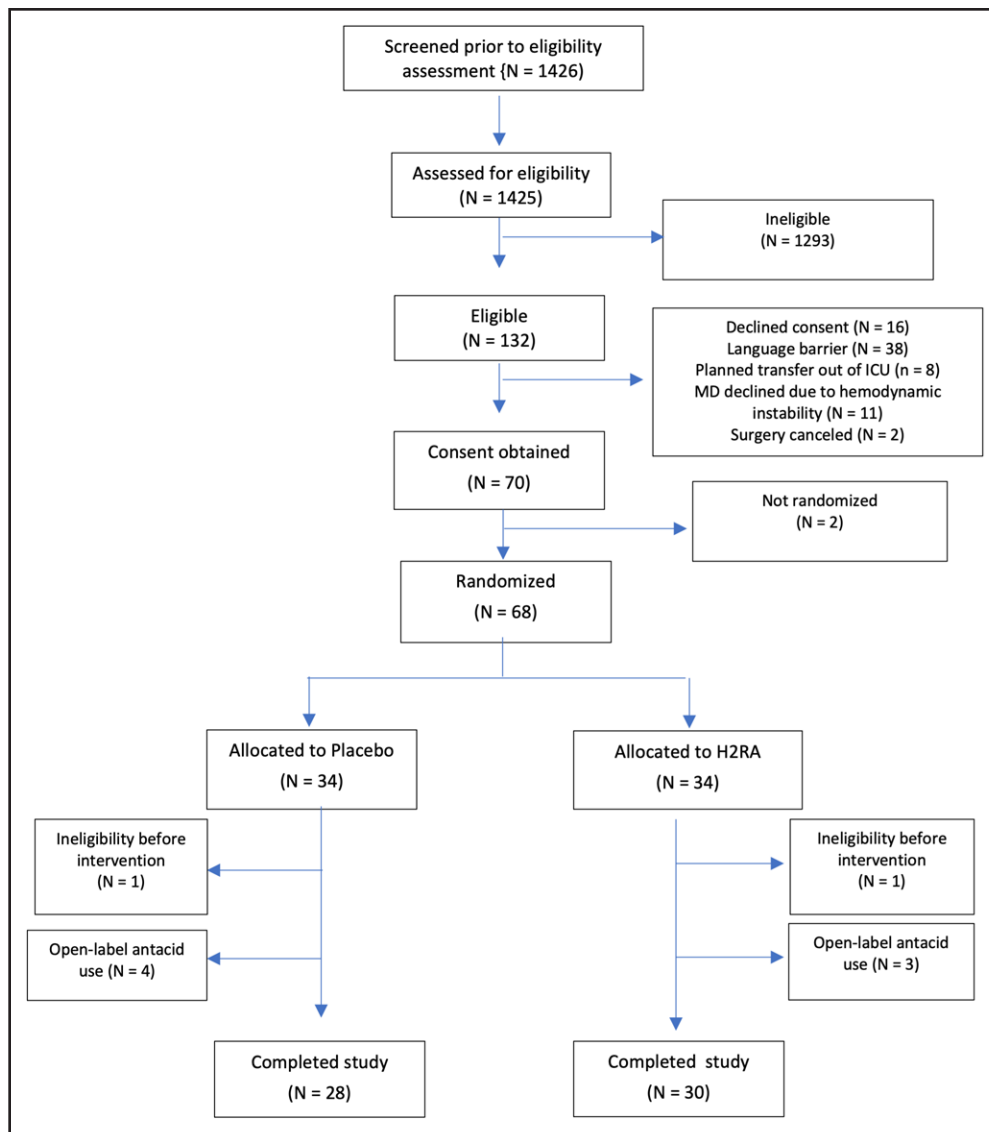 Screened prior to eligibility
assessment {N = 1426)
Assessed for eligibility
(N = 1425)
Ineligible
(N = 1293)
Eligible
(N = 132)
Declined consent (N = 16)
Language barrier (N = 38)
Planned transfer out of ICU (n = 8)
MD declined due to hemodynamic
instability (N = 11)
Surgery canceled (N = 2)
Consent obtained
(N = 70)
Not randomized
(N = 2)
Randomized
(N = 68)
Allocated to Placebo
(N = 34)
Allocated to H2RA
(N = 34)
Ineligibility before
intervention
(N = 1)
Ineligibility before
intervention
(N = 1)
Open-label antacid
use (N = 4)
Open-label antacid
use (N = 3)
Completed study
(N = 28)
Completed study
(N = 30)